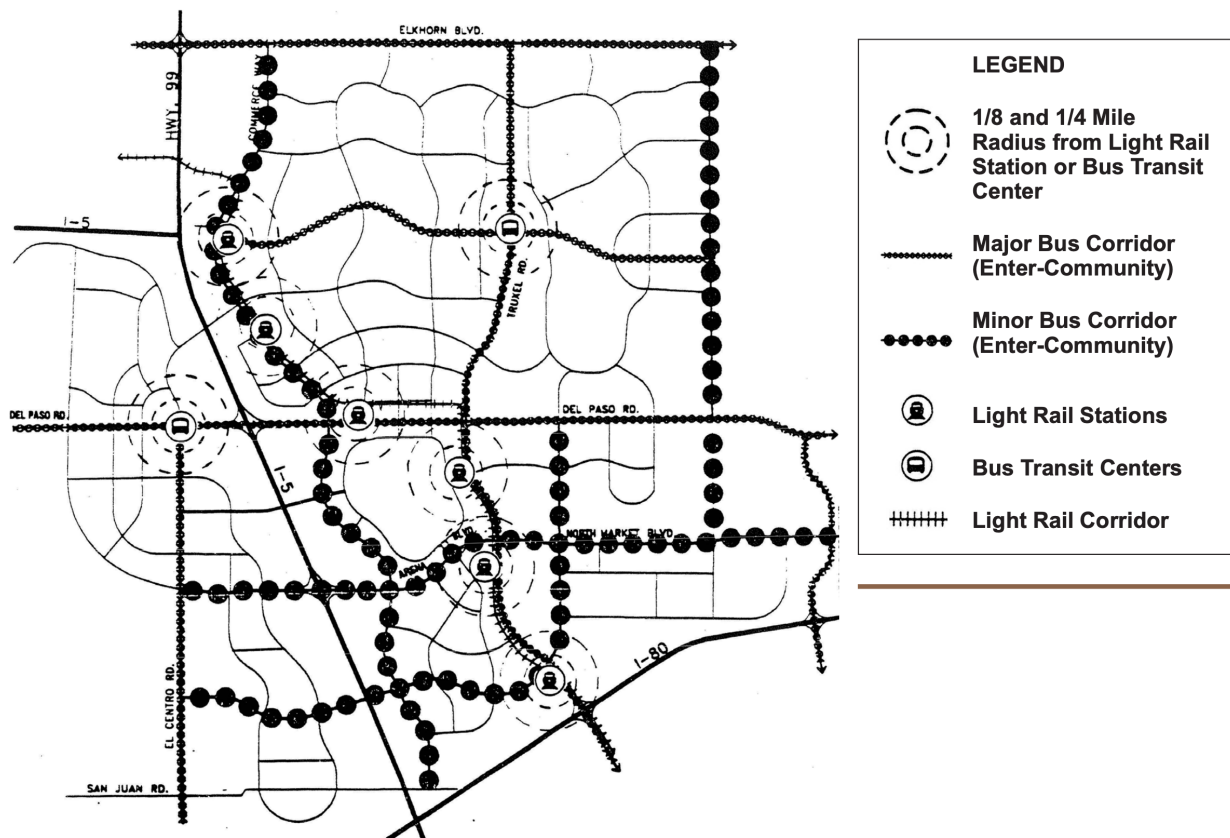 ELKHORN BLVD.
HWY. 99
COMMERCE WAY
I-5
TRUXEL RD.
DEL PASO RD.
DEL PASO RD.
I-5
ARENA BLVD.
NORTH MARKET BLVD
I-80
EL CENTRO RD.
SAN JUAN RD.
LEGEND
1/8 and 1/4 Mile
Radius from Light Rail
Station or Bus Transit
Center
Major Bus Corridor
(Enter-Community)
Minor Bus Corridor
(Enter-Community)
Light Rail Stations
Bus Transit Centers
Light Rail Corridor